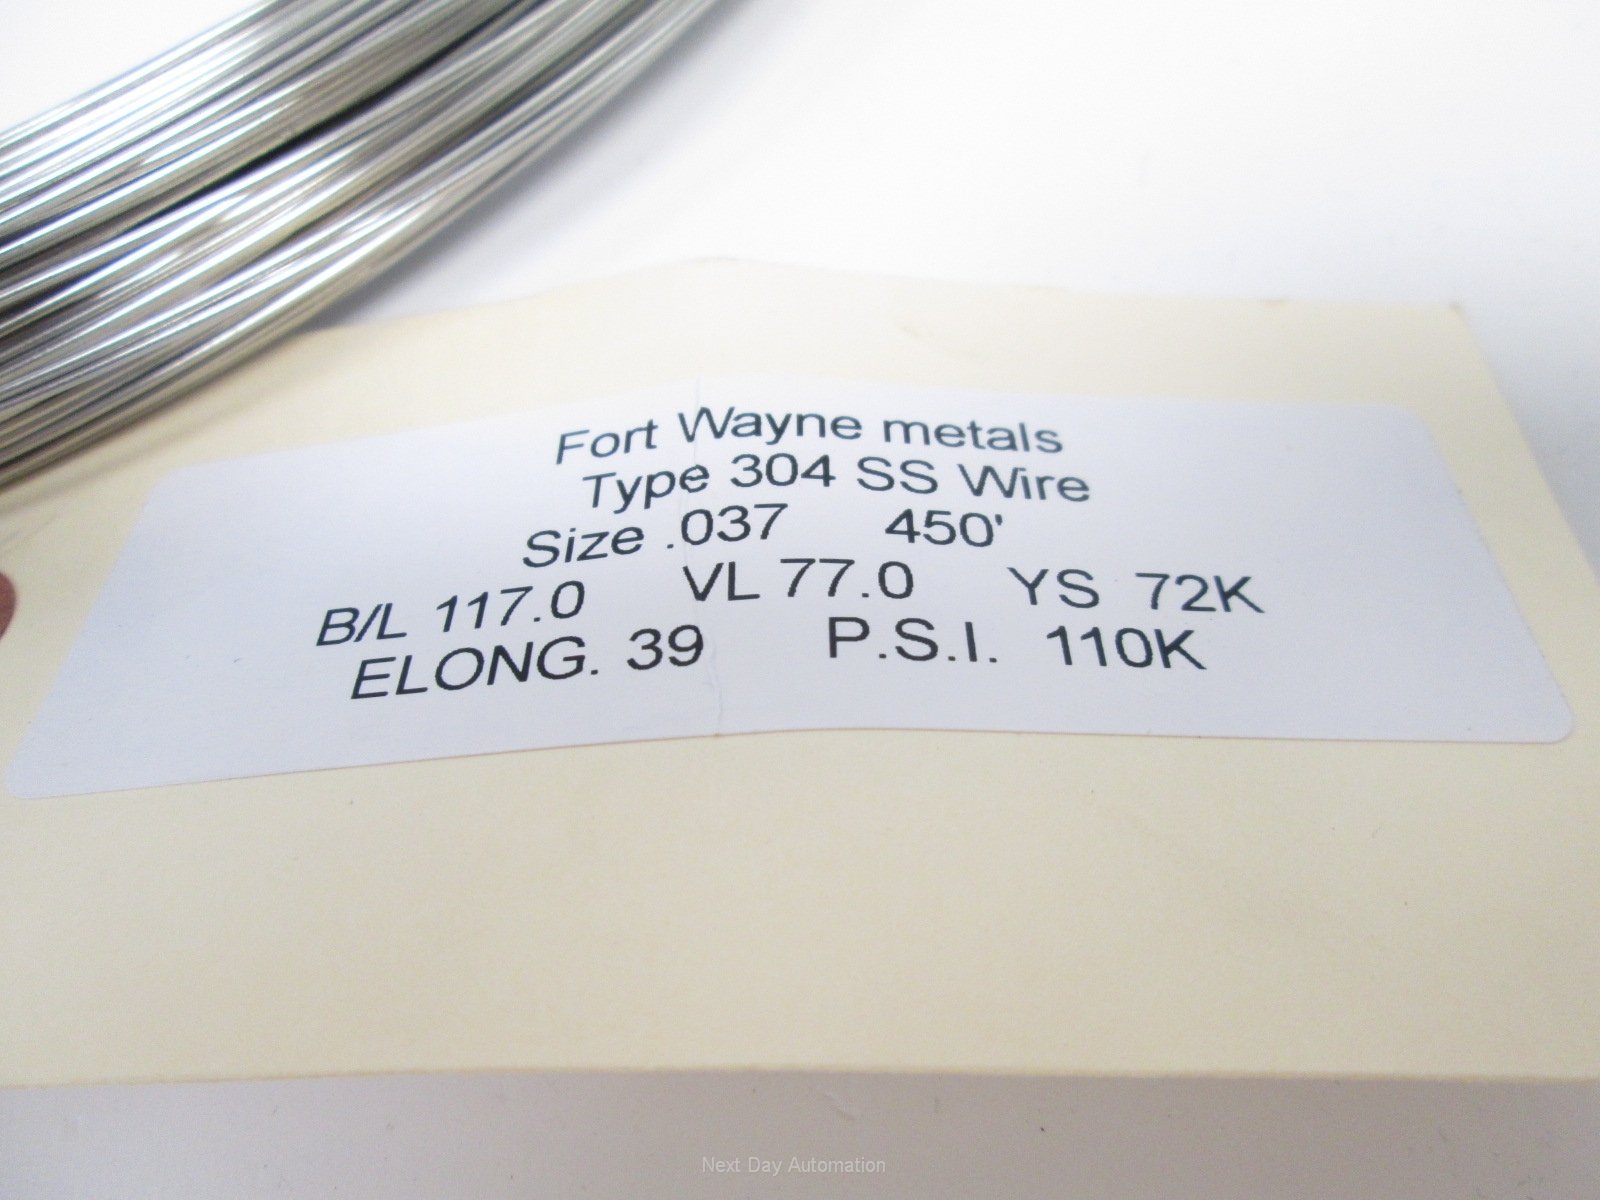 Fort Wayne metals
Type 304 SS Wire
Size .037 450'
B/L 117.0 VL 77.0 YS 72K
ELONG. 39 P.S.I. 110K
Next Day Automation